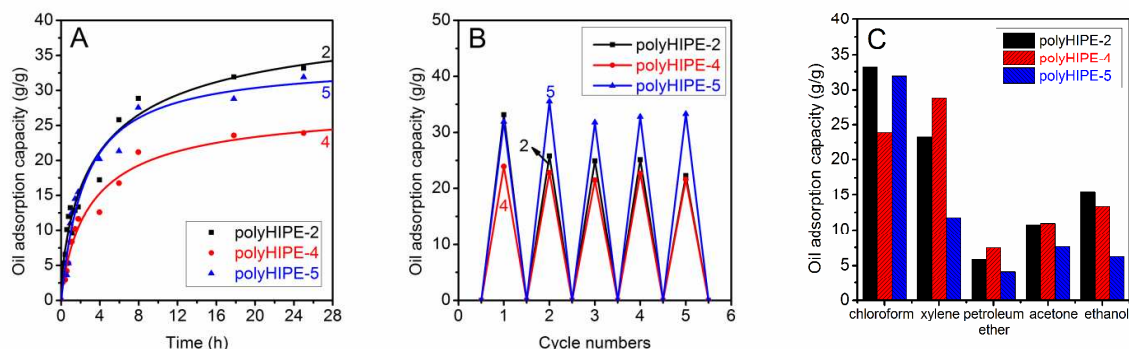 A
Oil adsorption capacity (g/g)
40
35
30
25
20
15
10
5
0
2
5
4
polyHIPE-2
polyHIPE-4
polyHIPE-5
0 4 8 12 16 20 24 28
Time (h)
B
Oil adsorption capacity (g/g)
50
40
30
20
10
0
polyHIPE-2
polyHIPE-4
polyHIPE-5
5
2
4
0 1 2 3 4 5 6
Cycle numbers
C
Oil adsorption capacity (g/g)
40
35
30
25
20
15
10
5
0
polyHIPE-2
polyHIPE-4
polyHIPE-5
chloroform xylene petroleum acetone ethanol
ether